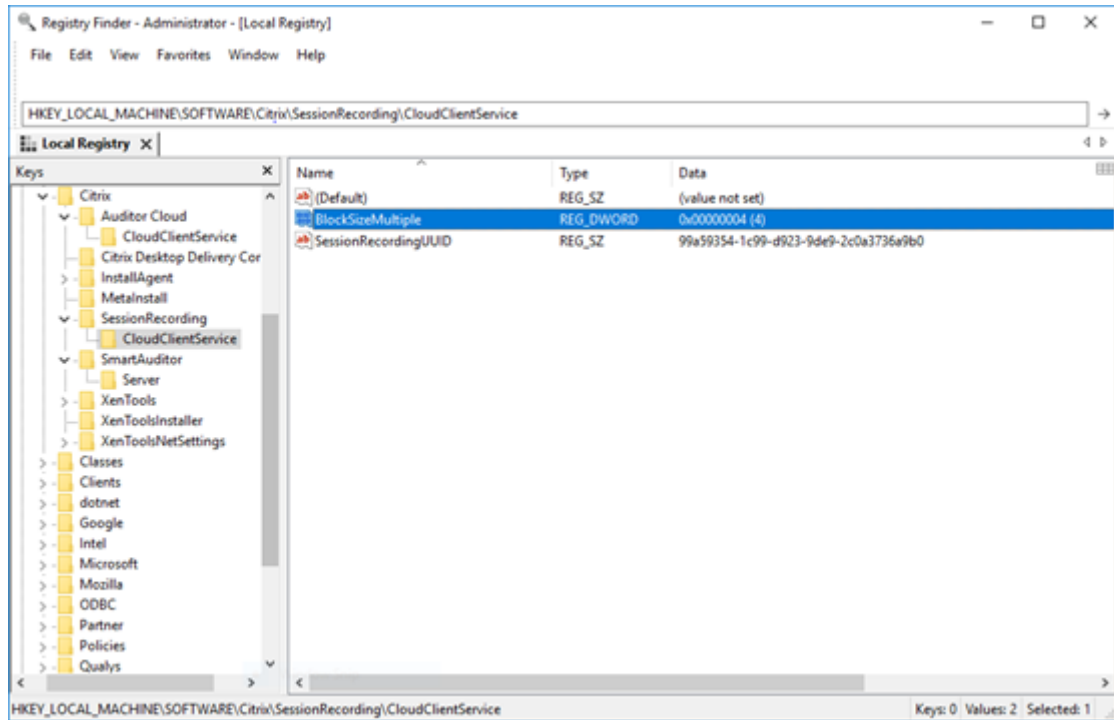 Registry Finder - Administrator - [Local Registry]
File Edit View Favorites Window Help
HKEY_LOCAL_MACHINE\SOFTWARE\Citrix\SessionRecording\CloudClientService
Local Registry X
Keys
Citrix
Auditor Cloud
CloudClientService
Citrix Desktop Delivery Cor
InstallAgent
MetaInstall
SessionRecording
CloudClientService
SmartAuditor
Server
XenTools
XenToolsInstaller
XenToolsNetSettings
Classes
Clients
dotnet
Google
Intel
Microsoft
Mozilla
ODBC
Partner
Policies
Qualys
Name Type Data
ab (Default) REG_SZ (value not set)
BlockSizeMultiple REG_DWORD 0x00000004 (4)
ab SessionRecordingUUID REG_SZ 99a59354-1c99-d923-9de9-2c0a3736a9b0
HKEY_LOCAL_MACHINE\SOFTWARE\Citrix\SessionRecording\CloudClientService Keys: 0 Values: 2 Selected: 1